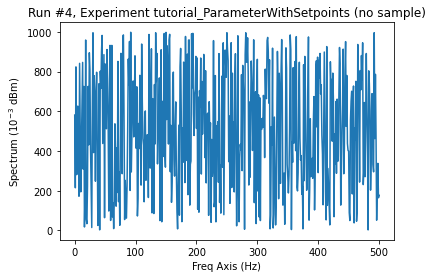 Run #4, Experiment tutorial_ParameterWithSetpoints (no sample)
1000
800
600
400
200
0
Spectrum (10⁻³ dBm)
0 100 200 300 400 500
Freq Axis (Hz)